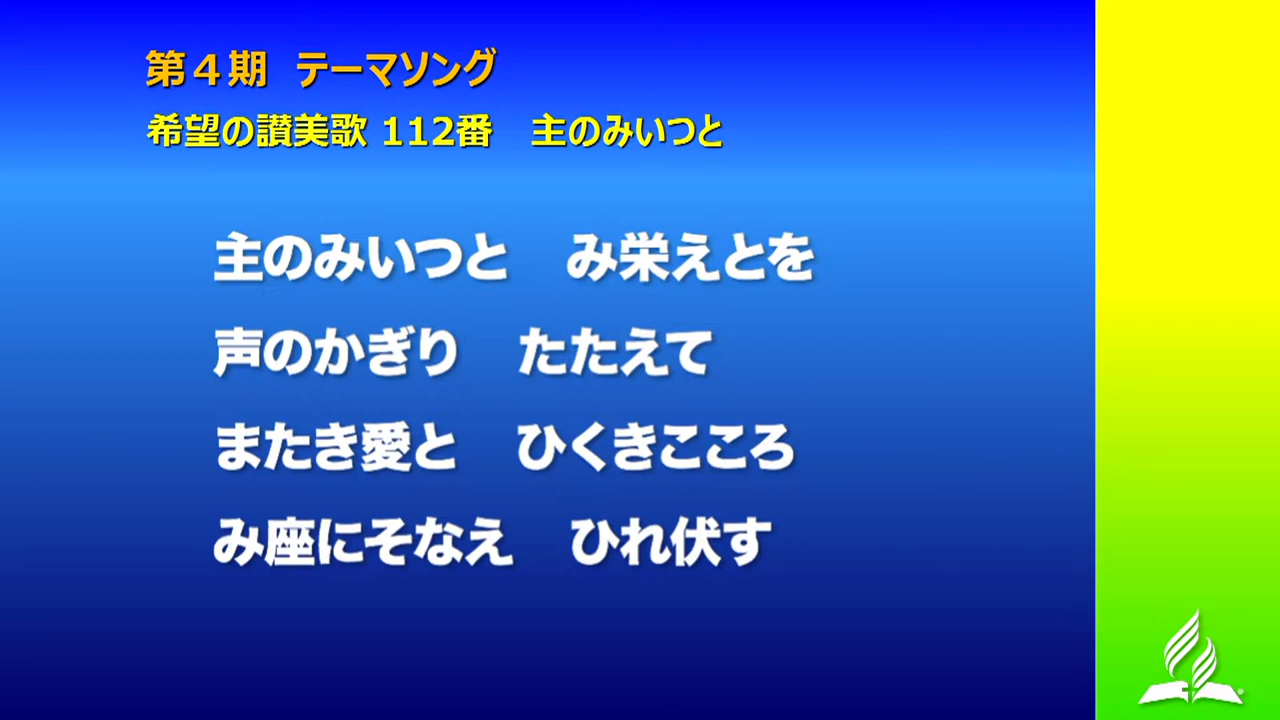 第４期　テーマソング
希望の讃美歌 112番　主のみいつと
主のみいつと　み栄えとを
声のかぎり　たたえて
またき愛と　ひくきこころ
み座にそなえ　ひれ伏す